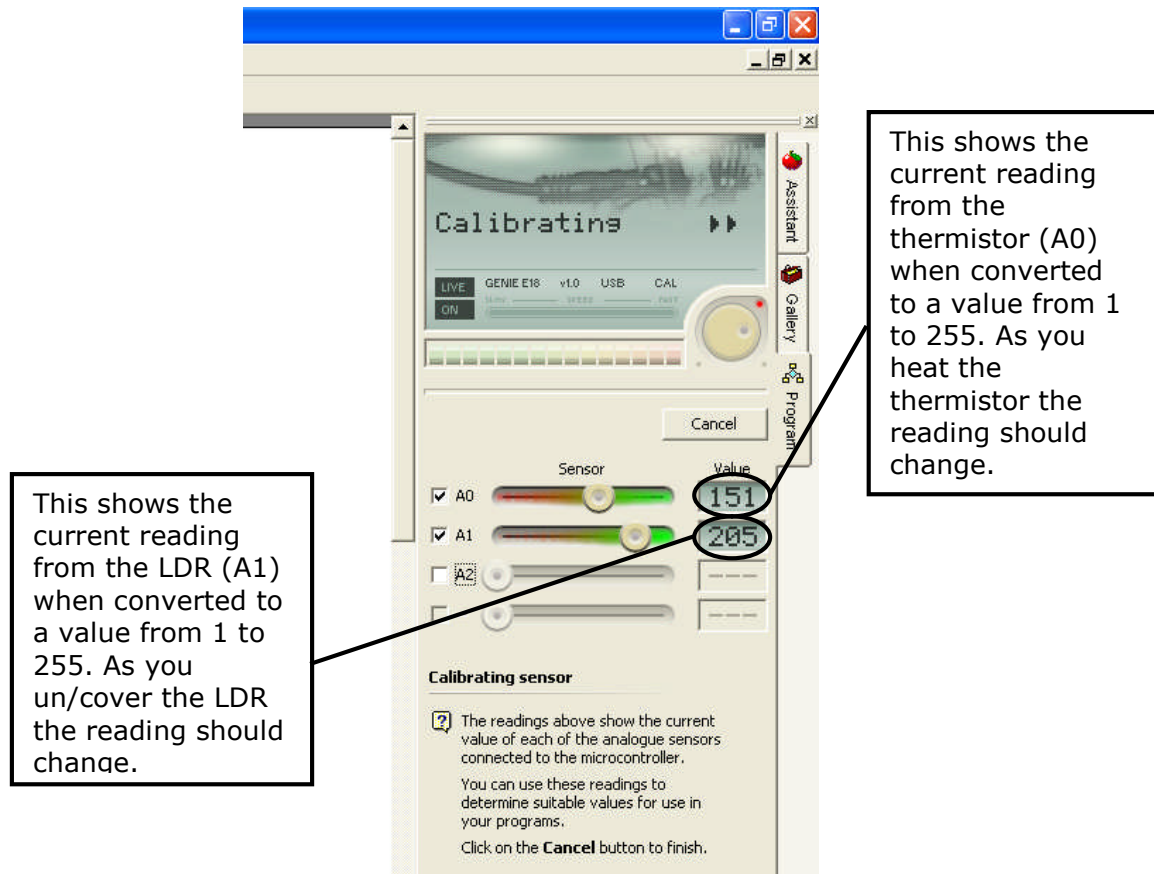 Calibrating
LIVE
GENIE E18 v1.0 USB CAL
ON
SPEED
Assistant
Gallery
Program
Cancel
Sensor Value
A0 151
A1 205
A2 ---
---
Calibrating sensor
The readings above show the current
value of each of the analogue sensors
connected to the microcontroller.
You can use these readings to
determine suitable values for use in
your programs.
Click on the Cancel button to finish.
This shows the
current reading
from the
thermistor (A0)
when converted
to a value from 1
to 255. As you
heat the
thermistor the
reading should
change.
This shows the
current reading
from the LDR (A1)
when converted to
a value from 1 to
255. As you
un/cover the LDR
the reading should
change.